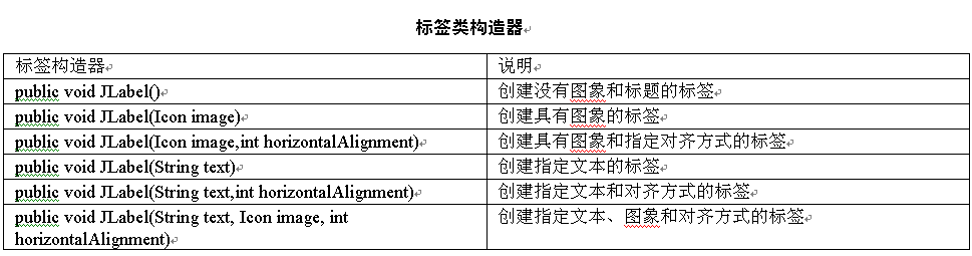 标签类构造器
标签构造器 说明
public void JLabel() 创建没有图象和标题的标签
public void JLabel(Icon image) 创建具有图象的标签
public void JLabel(Icon image,int horizontalAlignment) 创建具有图象和指定对齐方式的标签
public void JLabel(String text) 创建指定文本的标签
public void JLabel(String text,int horizontalAlignment) 创建指定文本和对齐方式的标签
public void JLabel(String text, Icon image, int 创建指定文本、图象和对齐方式的标签
horizontalAlignment)